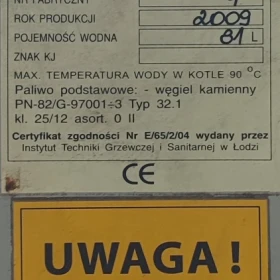 NR FABRYCZNY
ROK PRODUKCJI 2009
POJEMNOŚĆ WODNA 81 L
ZNAK KJ
MAX. TEMPERATURA WODY W KOTLE 90 °C
Paliwo podstawowe: - węgiel kamienny
PN-82/G-97001÷3 Typ 32.1
kl. 25/12 asort. 0 II
Certyfikat zgodności Nr E/65/2/04 wydany przez
Instytut Techniki Grzewczej i Sanitarnej w Łodzi
CE
UWAGA !